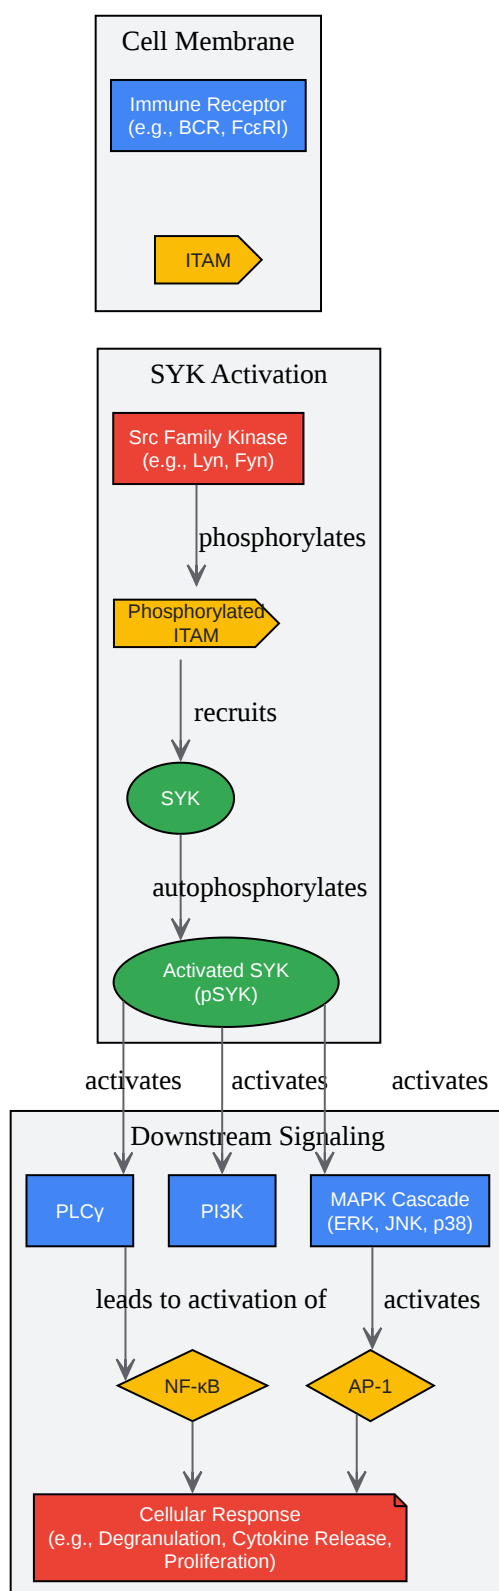 Cell Membrane
Immune Receptor
(e.g., BCR, FcεRI)
ITAM
SYK Activation
Src Family Kinase
(e.g., Lyn, Fyn)
phosphorylates
Phosphorylated
ITAM
recruits
SYK
autophosphorylates
Activated SYK
(pSYK)
activates
activates
activates
Downstream Signaling
PLCγ
PI3K
MAPK Cascade
(ERK, JNK, p38)
leads to activation of
activates
NF-κB
AP-1
Cellular Response
(e.g., Degranulation, Cytokine Release,
Proliferation)